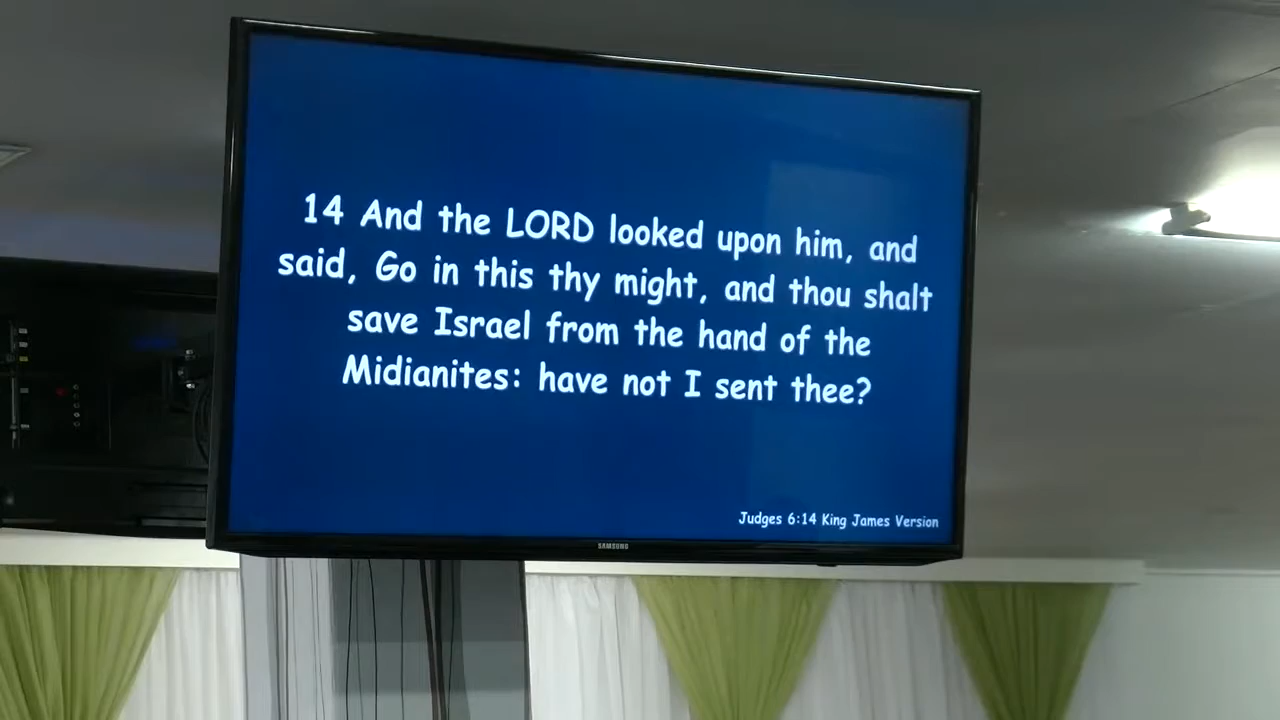 14 And the LORD looked upon him, and
said, Go in this thy might, and thou shalt
save Israel from the hand of the
Midianites: have not I sent thee?
Judges 6:14 King James Version
SAMSUNG